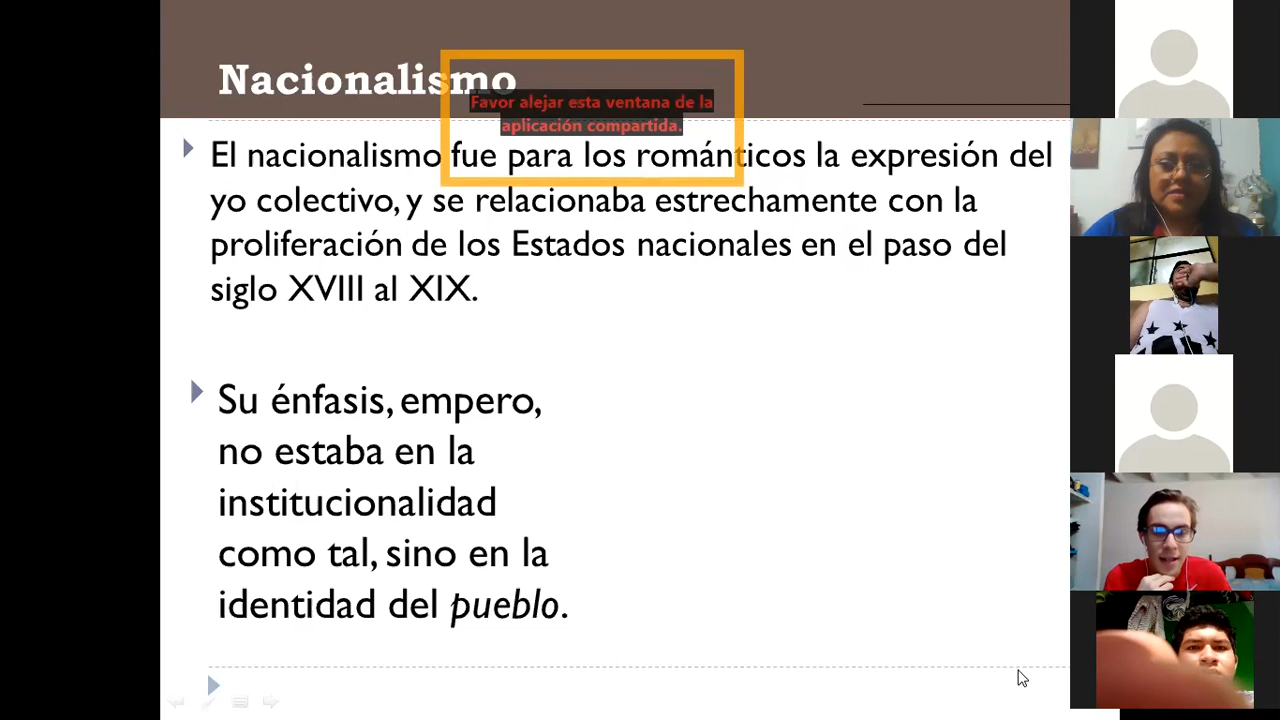 Nacionalismo
Favor alejar esta ventana de la
aplicación compartida.
El nacionalismo fue para los románticos la expresión del
yo colectivo, y se relacionaba estrechamente con la
proliferación de los Estados nacionales en el paso del
siglo XVIII al XIX.
Su énfasis, empero,
no estaba en la
institucionalidad
como tal, sino en la
identidad del pueblo.